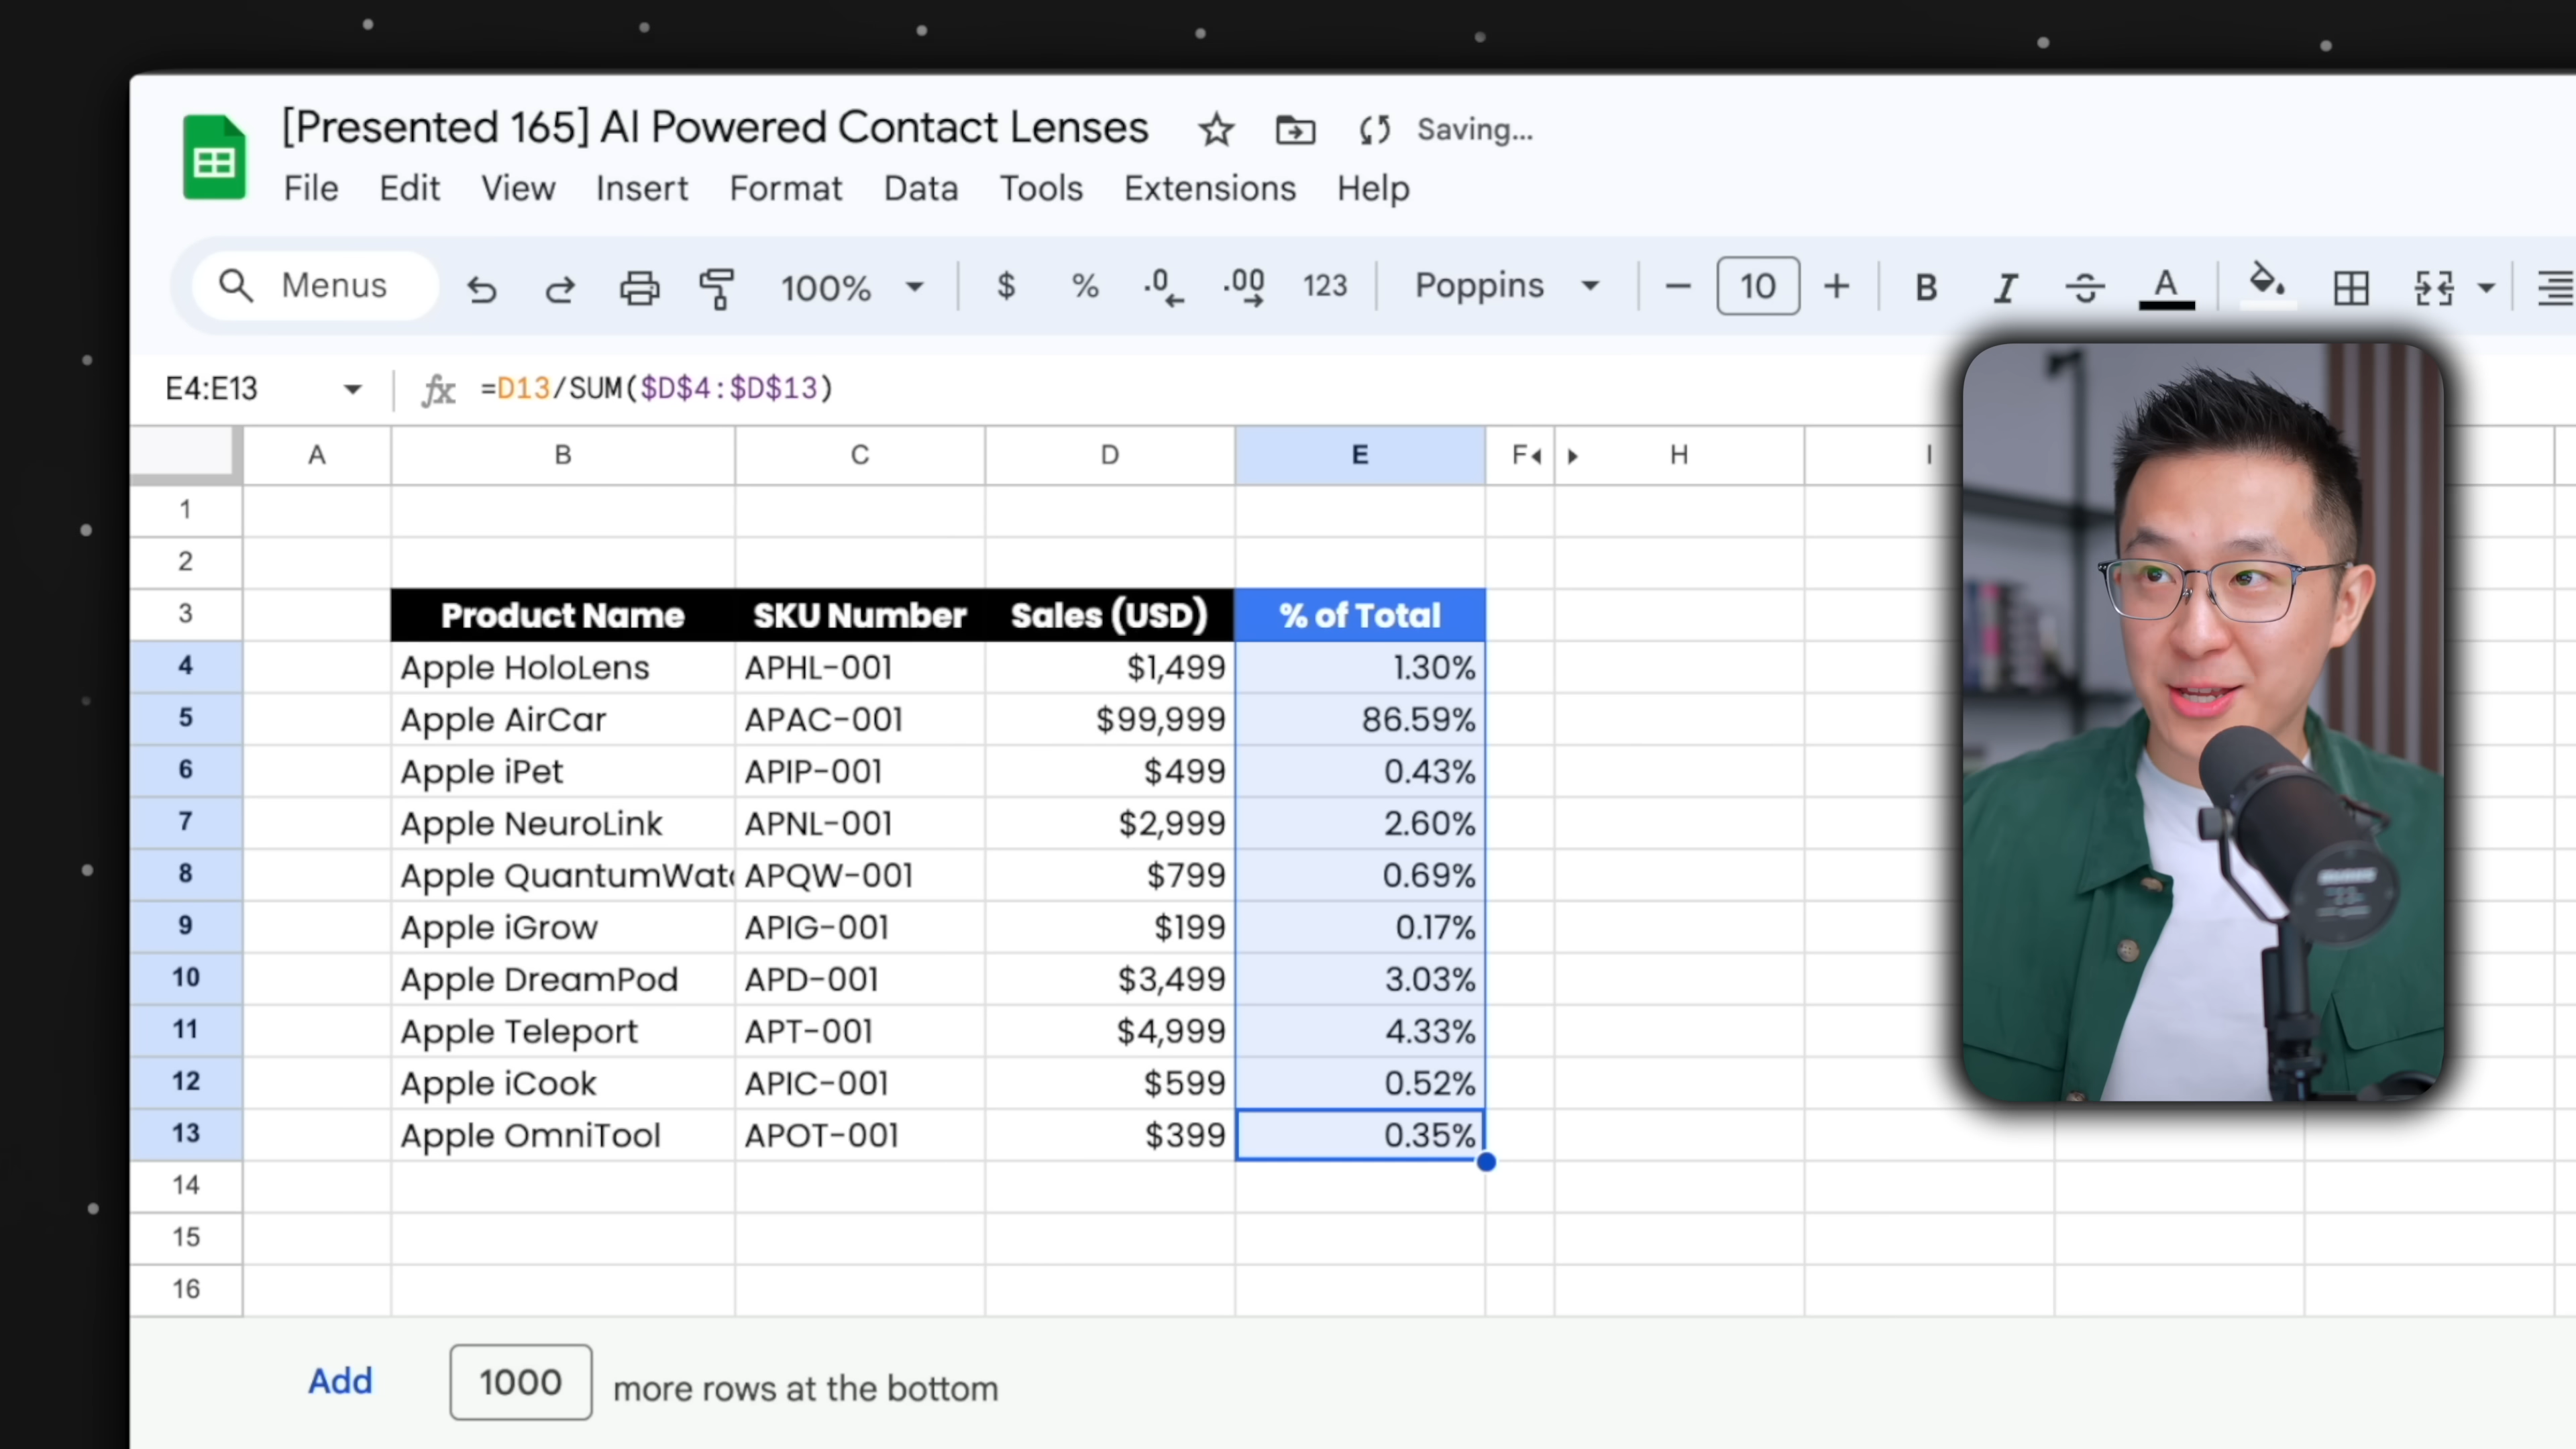 [Presented 165] AI Powered Contact Lenses Saving...
File Edit View Insert Format Data Tools Extensions Help
Menus 100% $ % .0 .00 123 Poppins 10 B I A
E4:E13 fx =D13/SUM($D$4:$D$13)
A B C D E F H I
1
2
3 Product Name SKU Number Sales (USD) % of Total
4 Apple HoloLens APHL-001 $1,499 1.30%
5 Apple AirCar APAC-001 $99,999 86.59%
6 Apple iPet APIP-001 $499 0.43%
7 Apple NeuroLink APNL-001 $2,999 2.60%
8 Apple QuantumWatc APQW-001 $799 0.69%
9 Apple iGrow APIG-001 $199 0.17%
10 Apple DreamPod APD-001 $3,499 3.03%
11 Apple Teleport APT-001 $4,999 4.33%
12 Apple iCook APIC-001 $599 0.52%
13 Apple OmniTool APOT-001 $399 0.35%
14
15
16
Add 1000 more rows at the bottom